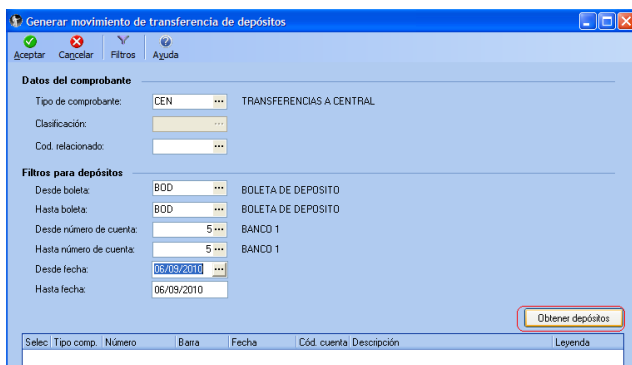 Generar movimiento de transferencia de depósitos
Aceptar Cancelar Filtros Ayuda
Datos del comprobante
Tipo de comprobante: CEN ... TRANSFERENCIAS A CENTRAL
Clasificación: ...
Cod. relacionado: ...
Filtros para depósitos
Desde boleta: BOD ... BOLETA DE DEPOSITO
Hasta boleta: BOD ... BOLETA DE DEPOSITO
Desde número de cuenta: 5 ... BANCO 1
Hasta número de cuenta: 5 ... BANCO 1
Desde fecha: 06/09/2010 ...
Hasta fecha: 06/09/2010
Obtener depósitos
Selec Tipo comp. Número Barra Fecha Cód. cuenta Descripción Leyenda